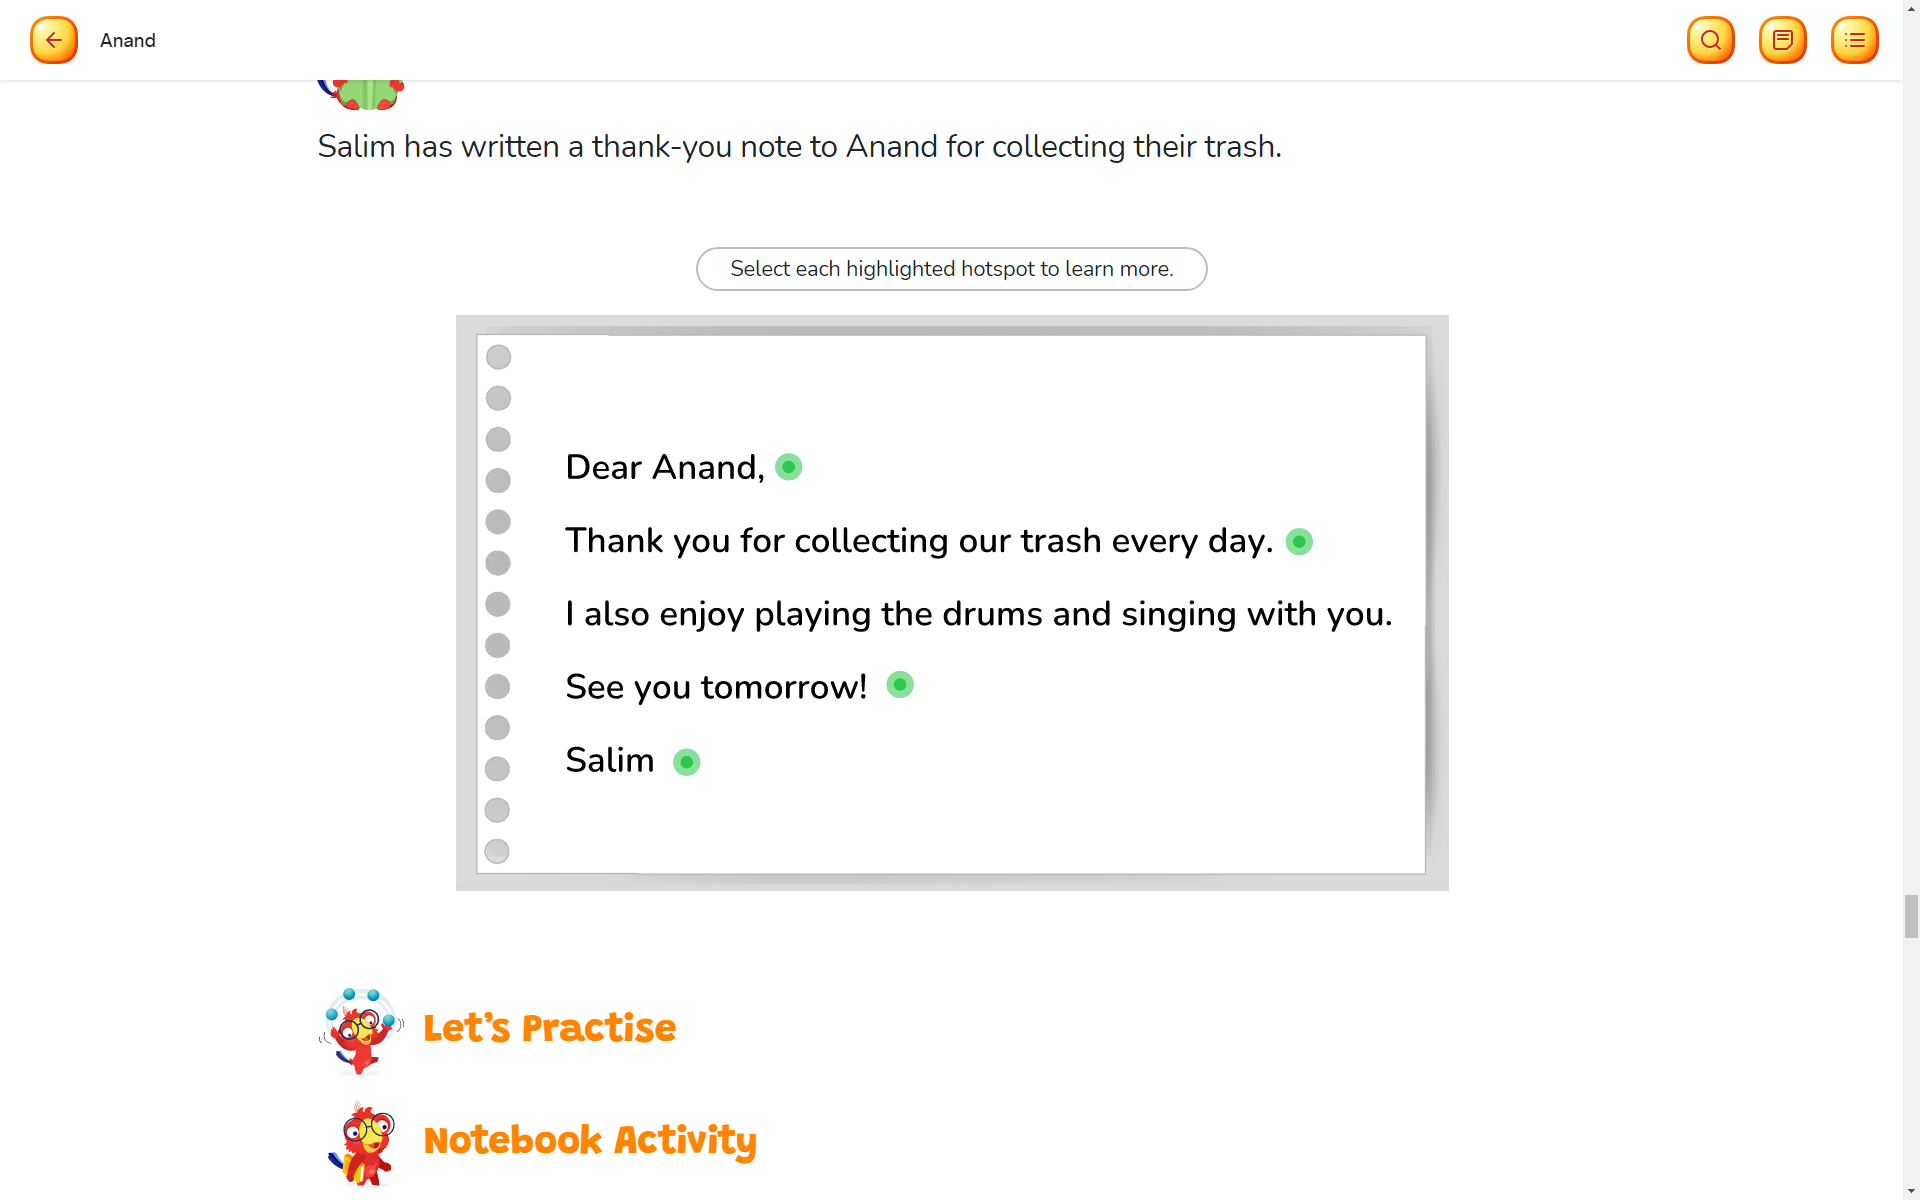 Anand
Salim has written a thank-you note to Anand for collecting their trash.
Select each highlighted hotspot to learn more.
Dear Anand,
Thank you for collecting our trash every day.
I also enjoy playing the drums and singing with you.
See you tomorrow!
Salim
Let's Practise
Notebook Activity